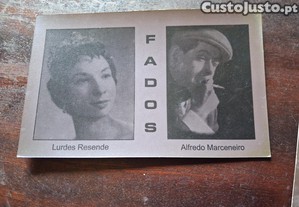 CustoJusto.pt
FADOS
Lurdes Resende
Alfredo Marceneiro